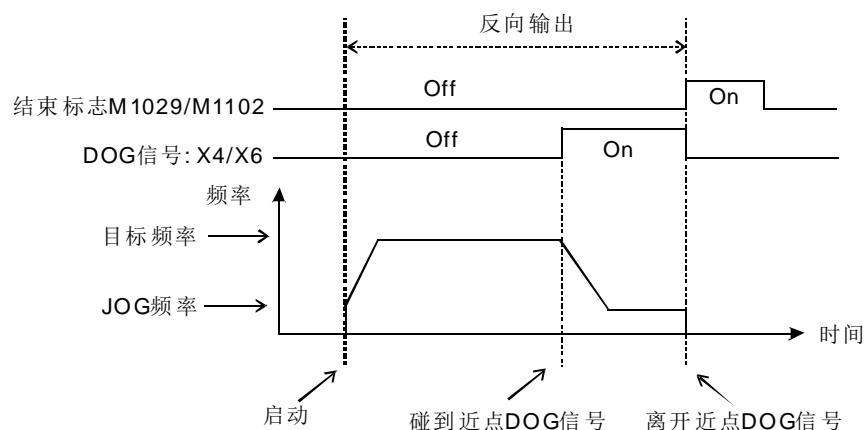 反向输出
Off
On
结束标志M1029/M1102
Off
On
DOG信号: X4/X6
频率
目标频率
JOG频率
时间
启动
碰到近点DOG信号
离开近点DOG信号